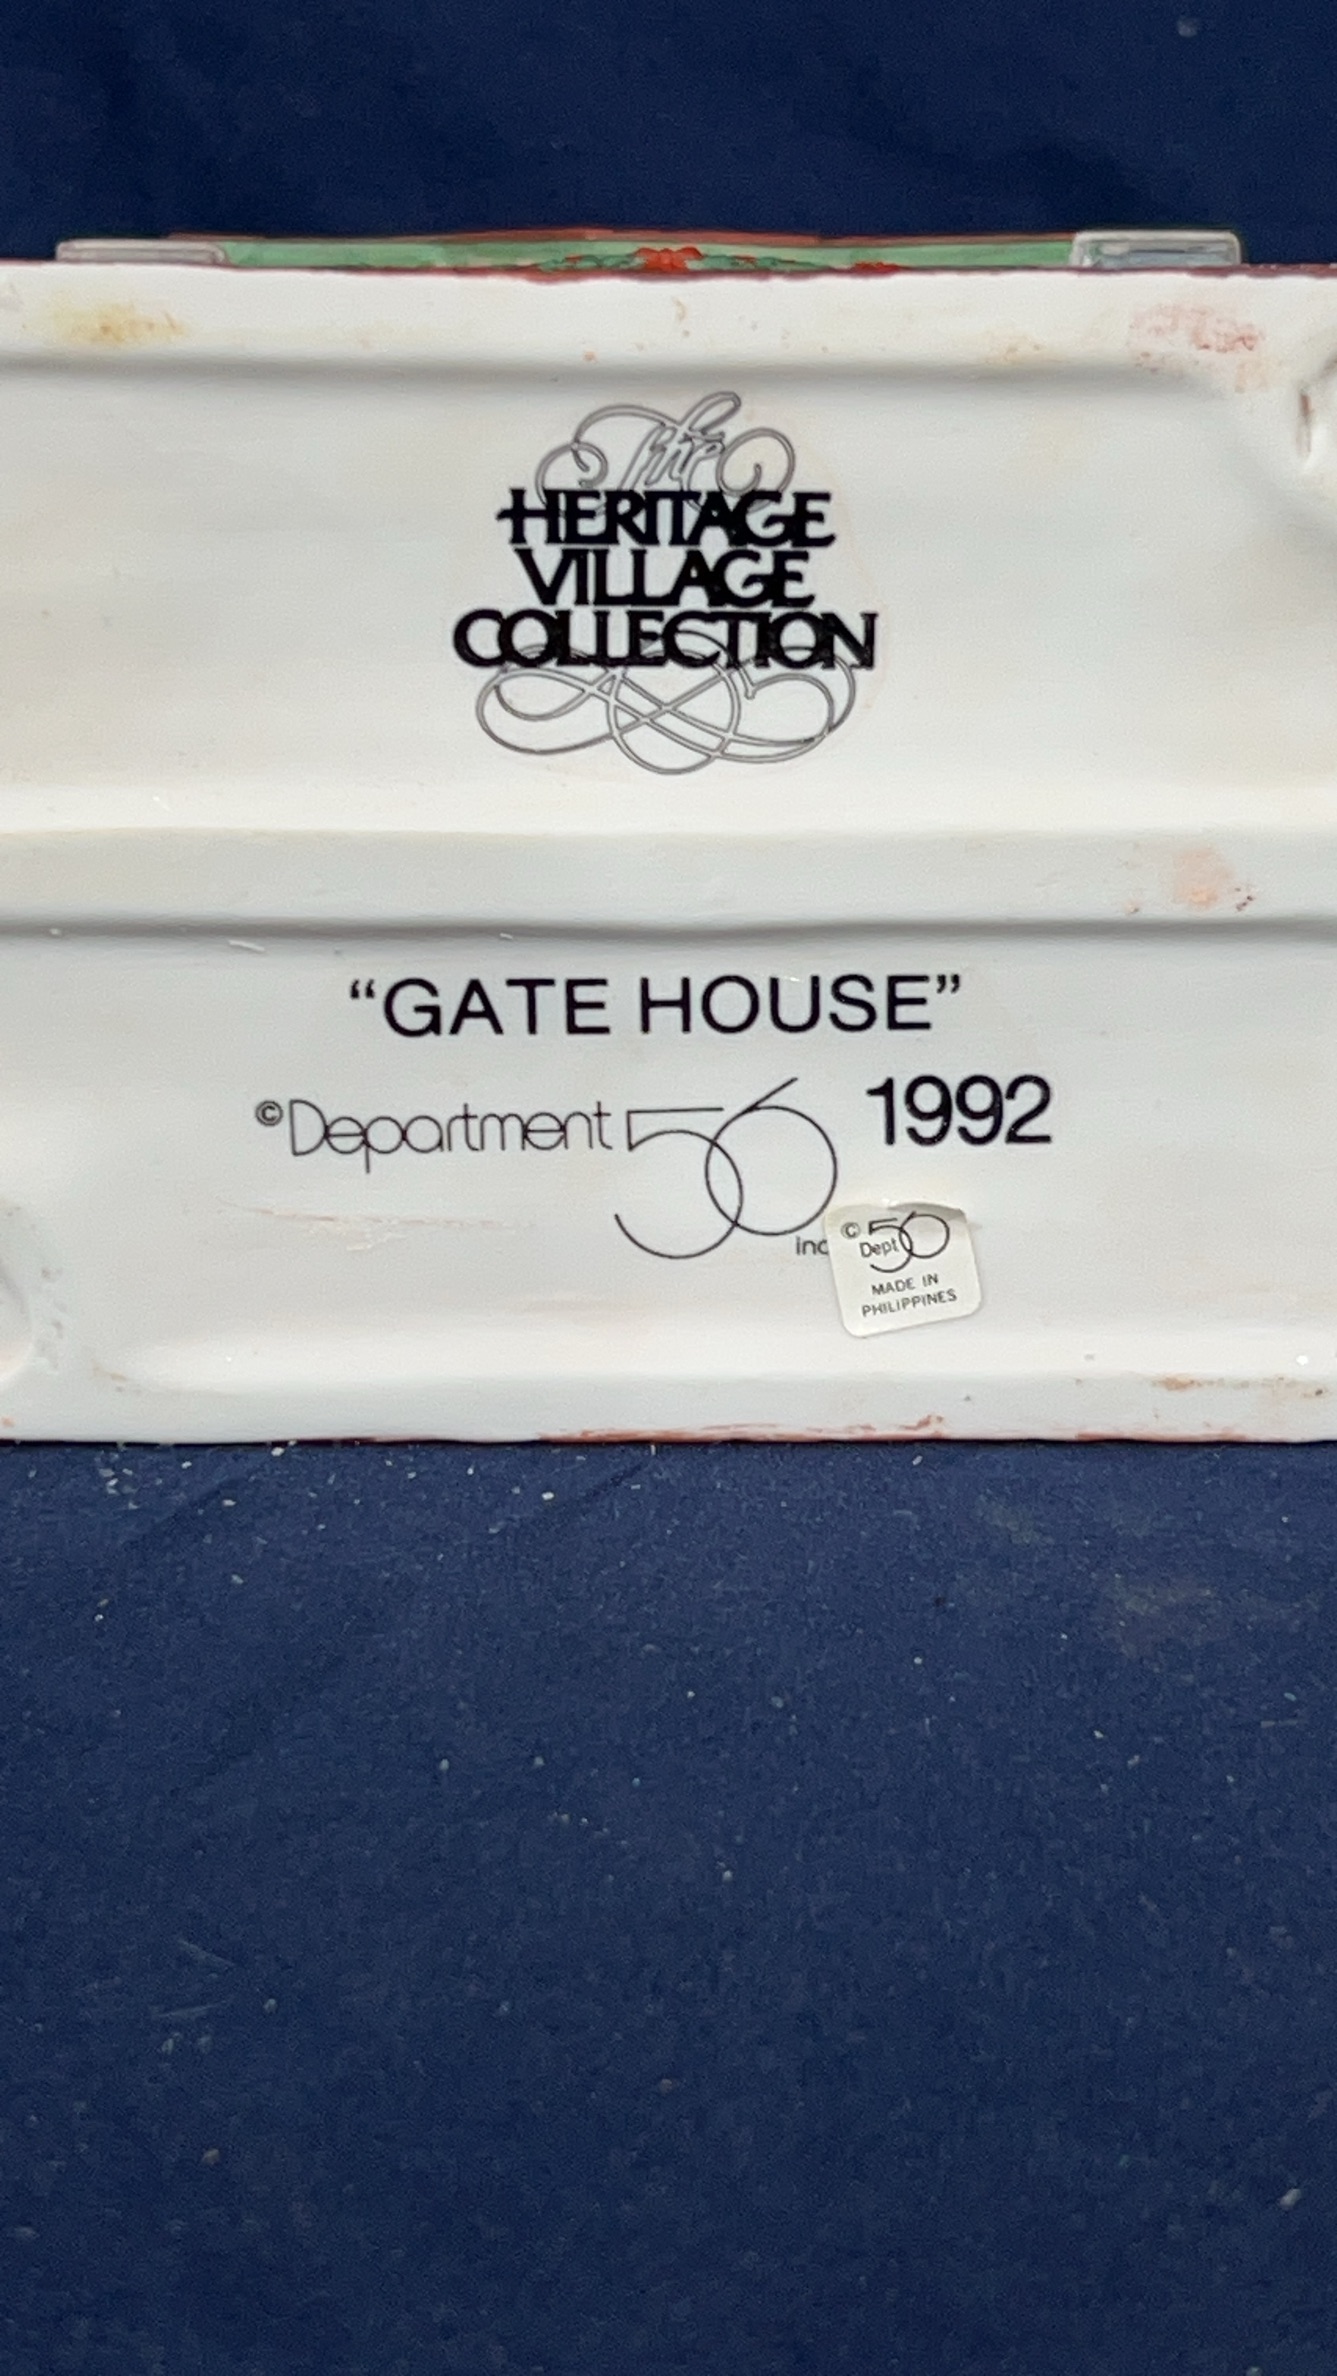 The
HERITAGE
VILLAGE
COLLECTION
“GATE HOUSE”
©Department 56 1992
inc
© 56
Dept
MADE IN
PHILIPPINES